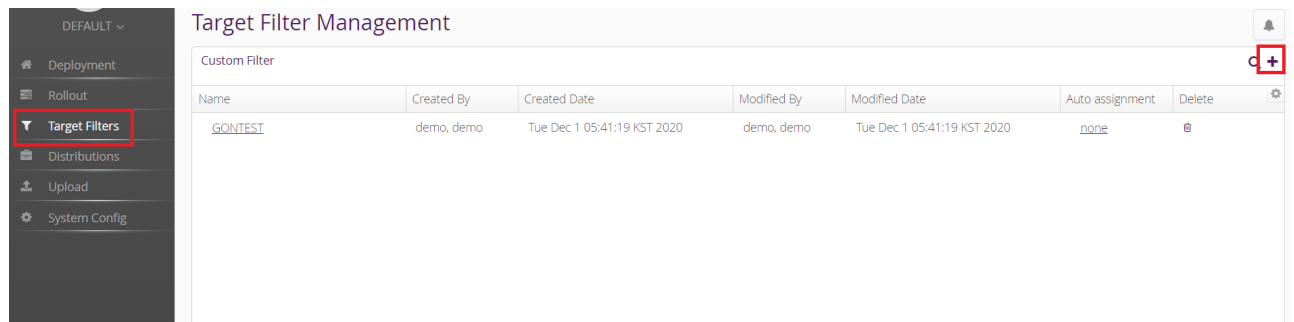 DEFAULT
Target Filter Management
Deployment
Rollout
Target Filters
Distributions
Upload
System Config
Custom Filter
Name Created By Created Date Modified By Modified Date Auto assignment Delete
GONTEST demo, demo Tue Dec 1 05:41:19 KST 2020 demo, demo Tue Dec 1 05:41:19 KST 2020 none